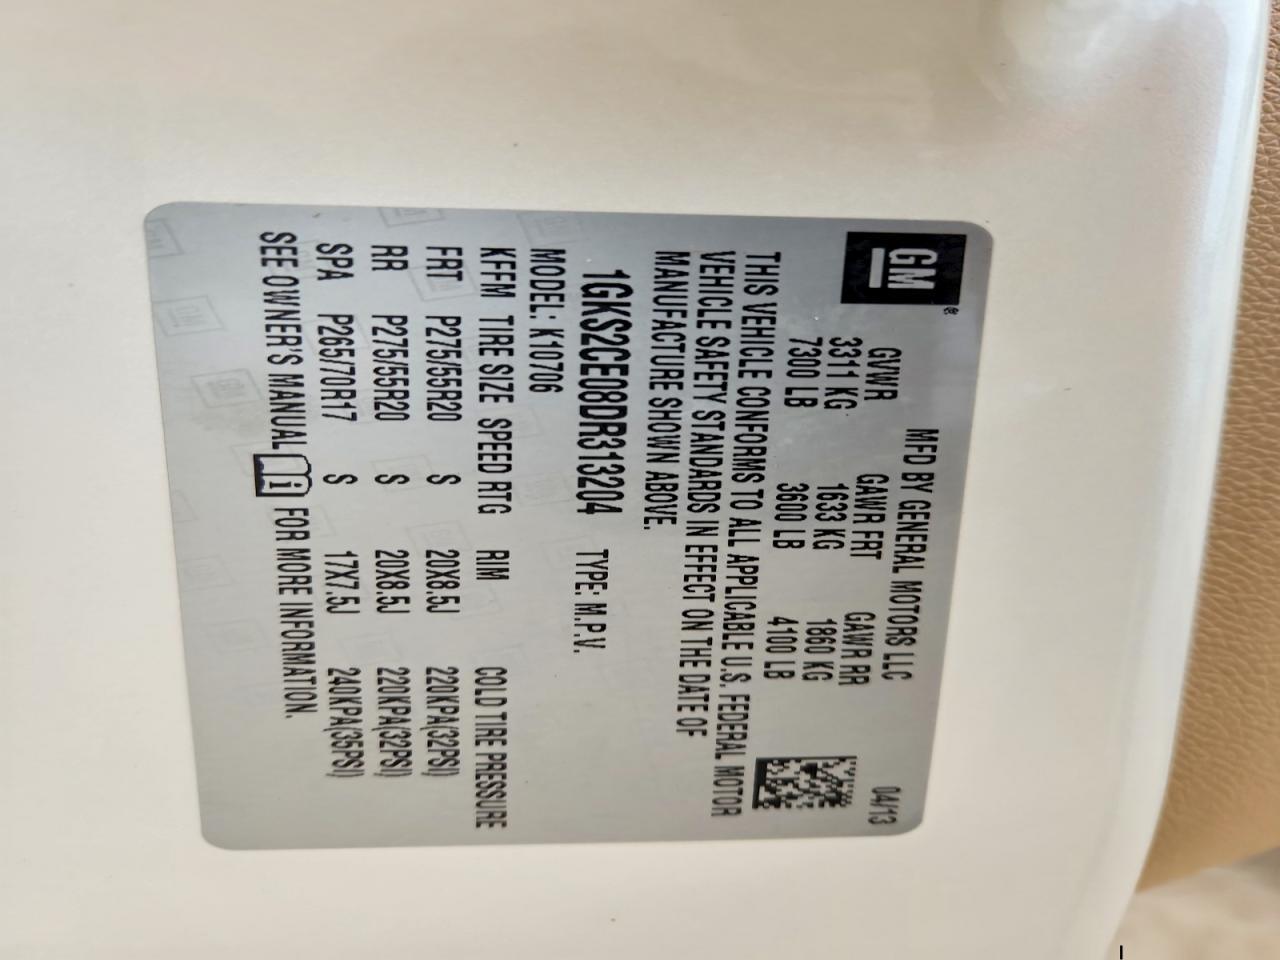 GM®
MFD BY GENERAL MOTORS LLC 04/13
GVWR GAWR FRT GAWR RR
3311 KG 1633 KG 1860 KG
7300 LB 3600 LB 4100 LB
THIS VEHICLE CONFORMS TO ALL APPLICABLE U.S. FEDERAL MOTOR
VEHICLE SAFETY STANDARDS IN EFFECT ON THE DATE OF
MANUFACTURE SHOWN ABOVE.
1GKS2CE08DR313204 TYPE: M.P.V.
MODEL: K10706
KFFM TIRE SIZE SPEED RTG RIM COLD TIRE PRESSURE
FRT P275/55R20 S 20X8.5J 220KPA(32PSI)
RR P275/55R20 S 20X8.5J 220KPA(32PSI)
SPA P265/70R17 S 17X7.5J 240KPA(35PSI)
SEE OWNER'S MANUAL i FOR MORE INFORMATION.